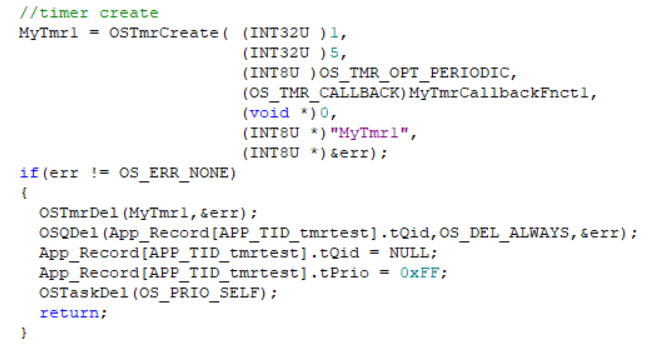 //timer create
MyTmr1 = OSTmrCreate( (INT32U )1,
(INT32U )5,
(INT8U )OS_TMR_OPT_PERIODIC,
(OS_TMR_CALLBACK)MyTmrCallbackFnct1,
(void *)0,
(INT8U *)"MyTmr1",
(INT8U *)&err);
if(err != OS_ERR_NONE)
{
OSTmrDel(MyTmr1,&err);
OSQDel(App_Record[APP_TID_tmrtest].tQid,OS_DEL_ALWAYS,&err);
App_Record[APP_TID_tmrtest].tQid = NULL;
App_Record[APP_TID_tmrtest].tPrio = 0xFF;
OSTaskDel(OS_PRIO_SELF);
return;
}